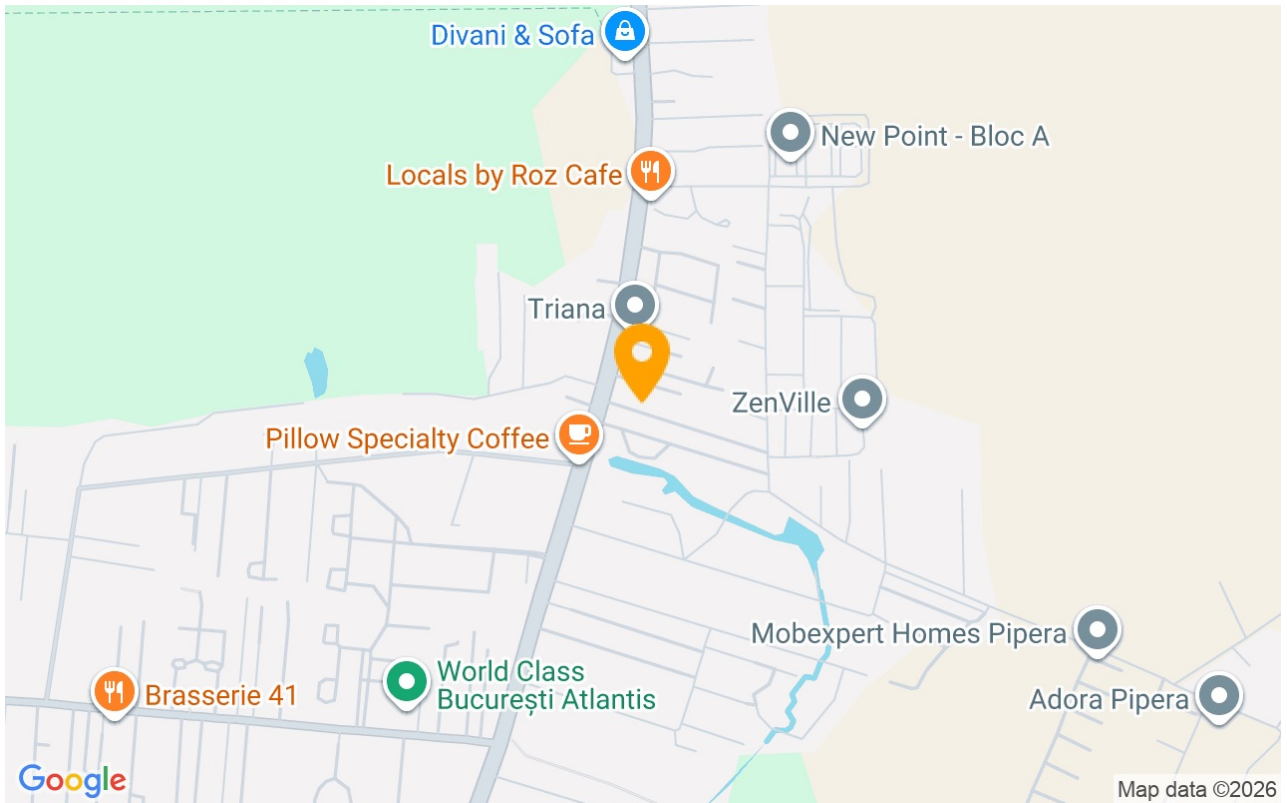 Divani & Sofa
New Point - Bloc A
Locals by Roz Cafe
Triana
ZenVille
Pillow Specialty Coffee
Mobexpert Homes Pipera
World Class
București Atlantis
Brasserie 41
Adora Pipera
Google
Map data ©2026